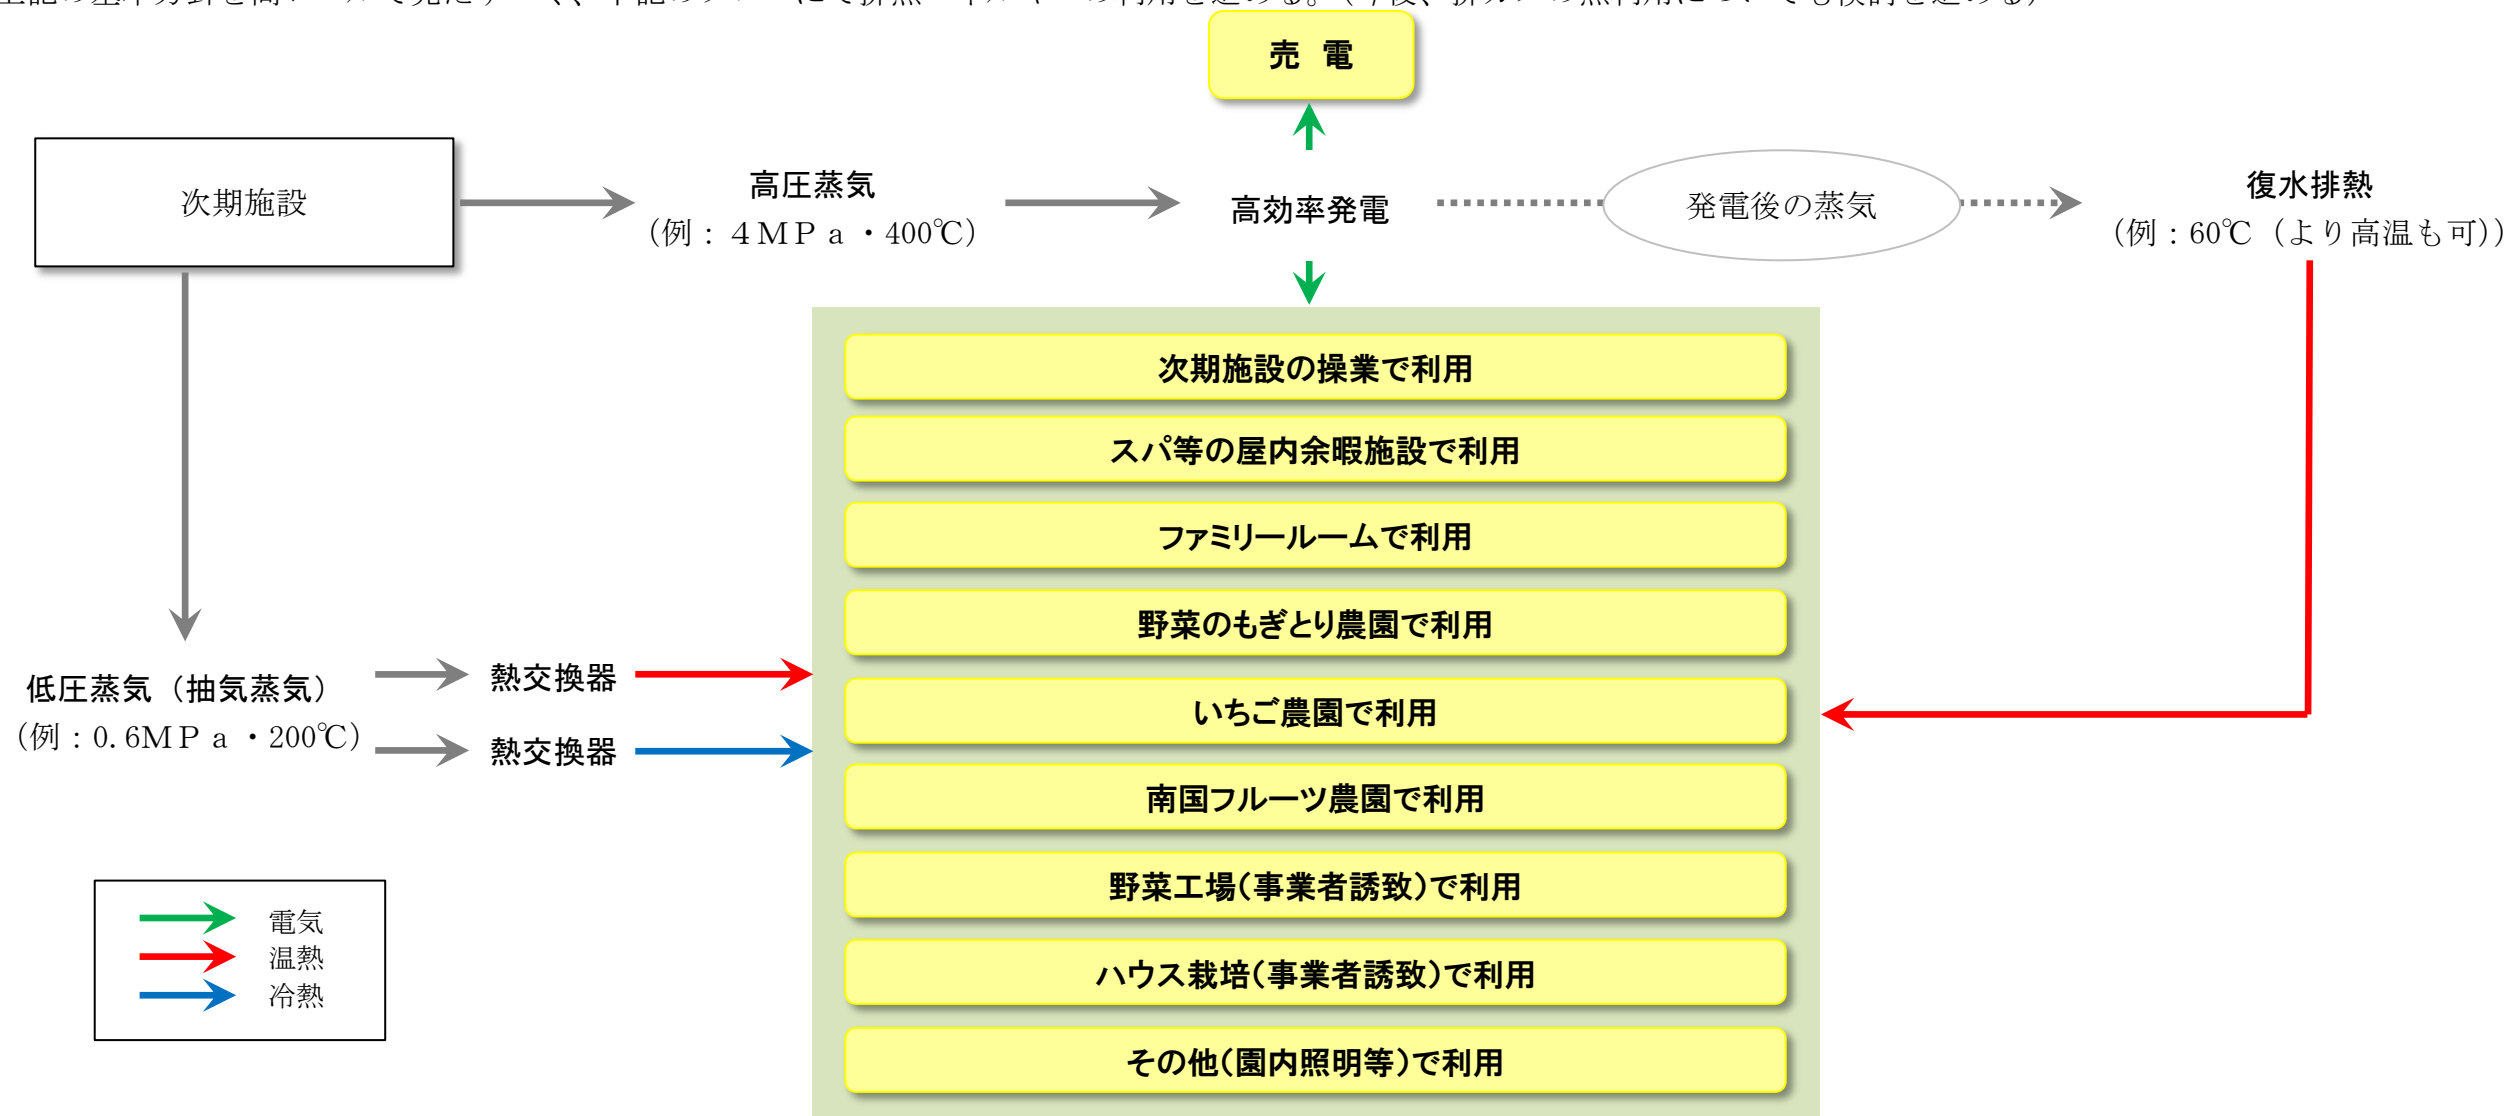 売　電
次期施設
高圧蒸気
（例：４ＭＰａ・400℃）
高効率発電
発電後の蒸気
復水排熱
（例：60℃（より高温も可））
次期施設の操業で利用
スパ等の屋内余暇施設で利用
ファミリールームで利用
野菜のもぎとり農園で利用
いちご農園で利用
南国フルーツ農園で利用
野菜工場（事業者誘致）で利用
ハウス栽培（事業者誘致）で利用
その他（園内照明等）で利用
低圧蒸気（抽気蒸気）
（例：0.6ＭＰａ・200℃）
熱交換器
熱交換器
電気
温熱
冷熱